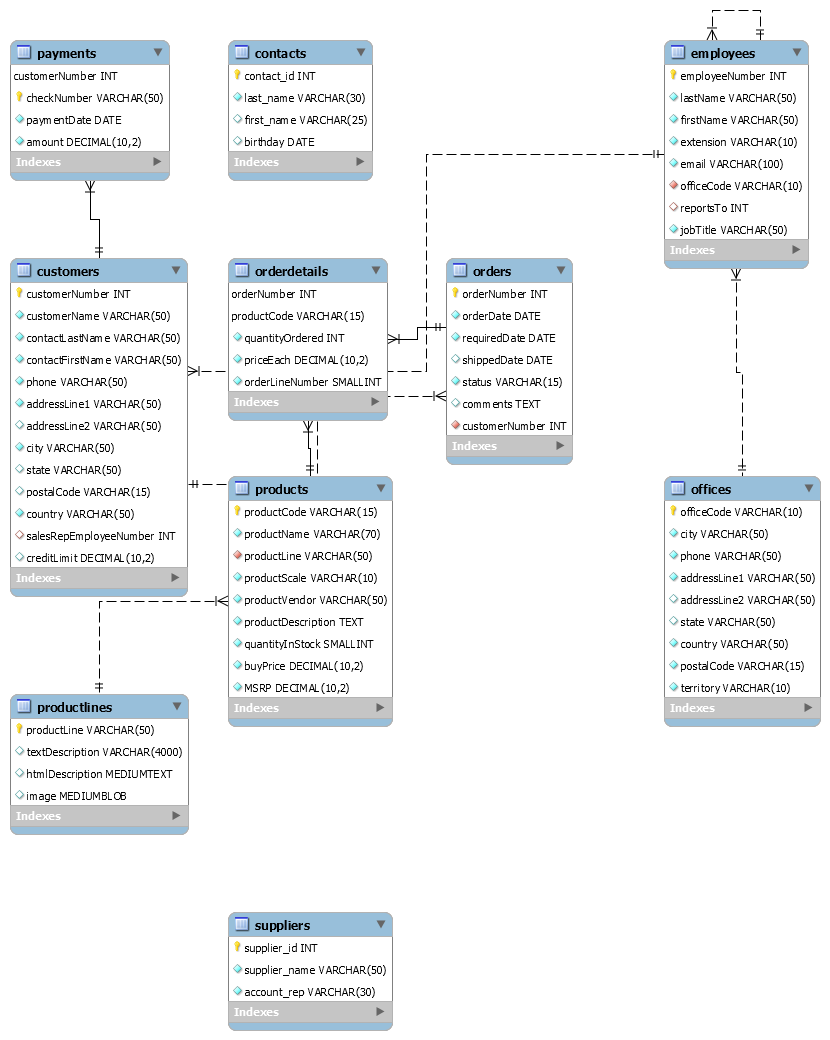 payments
customerNumber INT
checkNumber VARCHAR(50)
paymentDate DATE
amount DECIMAL(10,2)
Indexes
contacts
contact_id INT
last_name VARCHAR(30)
first_name VARCHAR(25)
birthday DATE
Indexes
employees
employeeNumber INT
lastName VARCHAR(50)
firstName VARCHAR(50)
extension VARCHAR(10)
email VARCHAR(100)
officeCode VARCHAR(10)
reportsTo INT
jobTitle VARCHAR(50)
Indexes
customers
customerNumber INT
customerName VARCHAR(50)
contactLastName VARCHAR(50)
contactFirstName VARCHAR(50)
phone VARCHAR(50)
addressLine1 VARCHAR(50)
addressLine2 VARCHAR(50)
city VARCHAR(50)
state VARCHAR(50)
postalCode VARCHAR(15)
country VARCHAR(50)
salesRepEmployeeNumber INT
creditLimit DECIMAL(10,2)
Indexes
orderdetails
orderNumber INT
productCode VARCHAR(15)
quantityOrdered INT
priceEach DECIMAL(10,2)
orderLineNumber SMALLINT
Indexes
orders
orderNumber INT
orderDate DATE
requiredDate DATE
shippedDate DATE
status VARCHAR(15)
comments TEXT
customerNumber INT
Indexes
products
productCode VARCHAR(15)
productName VARCHAR(70)
productLine VARCHAR(50)
productScale VARCHAR(10)
productVendor VARCHAR(50)
productDescription TEXT
quantityInStock SMALLINT
buyPrice DECIMAL(10,2)
MSRP DECIMAL(10,2)
Indexes
offices
officeCode VARCHAR(10)
city VARCHAR(50)
phone VARCHAR(50)
addressLine1 VARCHAR(50)
addressLine2 VARCHAR(50)
state VARCHAR(50)
country VARCHAR(50)
postalCode VARCHAR(15)
territory VARCHAR(10)
Indexes
productlines
productLine VARCHAR(50)
textDescription VARCHAR(4000)
htmlDescription MEDIUMTEXT
image MEDIUMBLOB
Indexes
suppliers
supplier_id INT
supplier_name VARCHAR(50)
account_rep VARCHAR(30)
Indexes